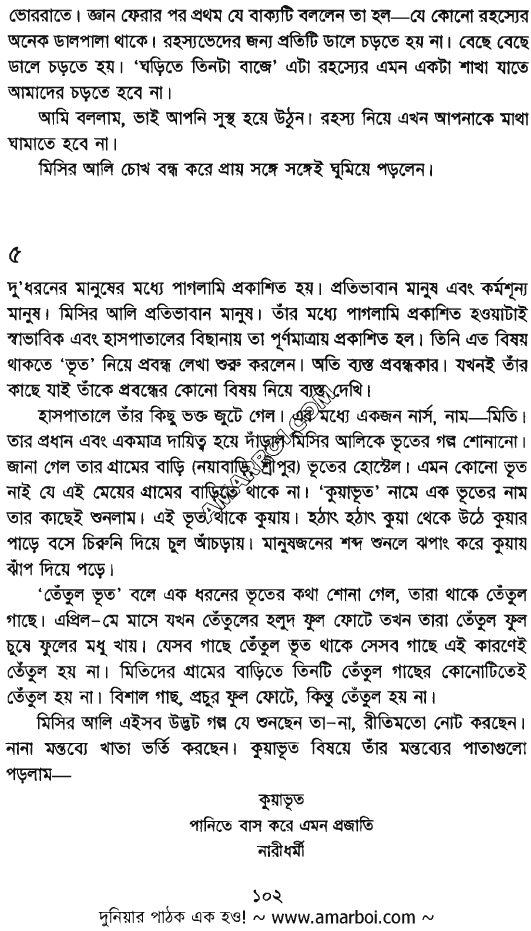 ভোররাতে। জ্ঞান ফেরার পর প্রথম যে বাক্যটি বললেন তা হল—যে কোনো রহস্যের
অনেক ডালপালা থাকে। রহস্যভেদের জন্য প্রতিটি ডালে চড়তে হয় না। বেছে বেছে
ডালে চড়তে হয়। ‘ঘড়িতে তিনটা বাজে’ এটা রহস্যের এমন একটা শাখা যাতে
আমাদের চড়তে হবে না।
আমি বললাম, ভাই আপনি সুস্থ হয়ে উঠুন। রহস্য নিয়ে এখন আপনাকে মাথা
ঘামাতে হবে না।
মিসির আলি চোখ বন্ধ করে প্রায় সঙ্গে সঙ্গেই ঘুমিয়ে পড়লেন।
৫
দু’ধরনের মানুষের মধ্যে পাগলামি প্রকাশিত হয়। প্রতিভাবান মানুষ এবং কর্মশূন্য
মানুষ। মিসির আলি প্রতিভাবান মানুষ। তাঁর মধ্যে পাগলামি প্রকাশিত হওয়াটাই
স্বাভাবিক এবং হাসপাতালের বিছানায় তা পূর্ণমাত্রায় প্রকাশিত হল। তিনি এত বিষয়
থাকতে ‘ভূত’ নিয়ে প্রবন্ধ লেখা শুরু করলেন। অতি ব্যস্ত প্রবন্ধকার। যখনই তাঁর
কাছে যাই তাঁকে প্রবন্ধের কোনো বিষয় নিয়ে ব্যস্ত দেখি।
হাসপাতালে তাঁর কিছু ভক্ত জুটে গেল। এর মধ্যে একজন নার্স, নাম—মিতি।
তার প্রধান এবং একমাত্র দায়িত্ব হয়ে দাঁড়াল মিসির আলিকে ভূতের গল্প শোনানো।
জানা গেল তার গ্রামের বাড়ি (নয়াবাড়ি, শ্রীপুর) ভূতের হোস্টেল। এমন কোনো ভূত
নাই যে এই মেয়ের গ্রামের বাড়িতে থাকে না। ‘কুয়াভূত’ নামে এক ভূতের নাম
তার কাছেই শুনলাম। এই ভূত থাকে কুয়ায়। হঠাৎ হঠাৎ কুয়া থেকে উঠে কুয়ার
পাড়ে বসে চিরুনি দিয়ে চুল আঁচড়ায়। মানুষজনের শব্দ শুনলে ঝপাং করে কুয়ায়
ঝাঁপ দিয়ে পড়ে।
‘তেঁতুল ভূত’ বলে এক ধরনের ভূতের কথা শোনা গেল, তারা থাকে তেঁতুল
গাছে। এপ্রিল-মে মাসে যখন তেঁতুলের হলুদ ফুল ফোটে তখন তারা তেঁতুল ফুল
চুষে ফুলের মধু খায়। যেসব গাছে তেঁতুল ভূত থাকে সেসব গাছে এই কারণেই
তেঁতুল হয় না। মিতিদের গ্রামের বাড়িতে তিনটি তেঁতুল গাছের কোনোটিতেই
তেঁতুল হয় না। বিশাল গাছ, প্রচুর ফুল ফোটে, কিন্তু তেঁতুল হয় না।
মিসির আলি এইসব উদ্ভট গল্প যে শুনছেন তা-না, রীতিমতো নোট করছেন।
নানা মন্তব্যে খাতা ভর্তি করছেন। কুয়াভূত বিষয়ে তাঁর মন্তব্যের পাতাগুলো
পড়লাম—
কুয়াভূত
পানিতে বাস করে এমন প্রজাতি
নারীধর্মী
১০২
দুনিয়ার পাঠক এক হও! ~ www.amarboi.com ~
AMARBOI.COM